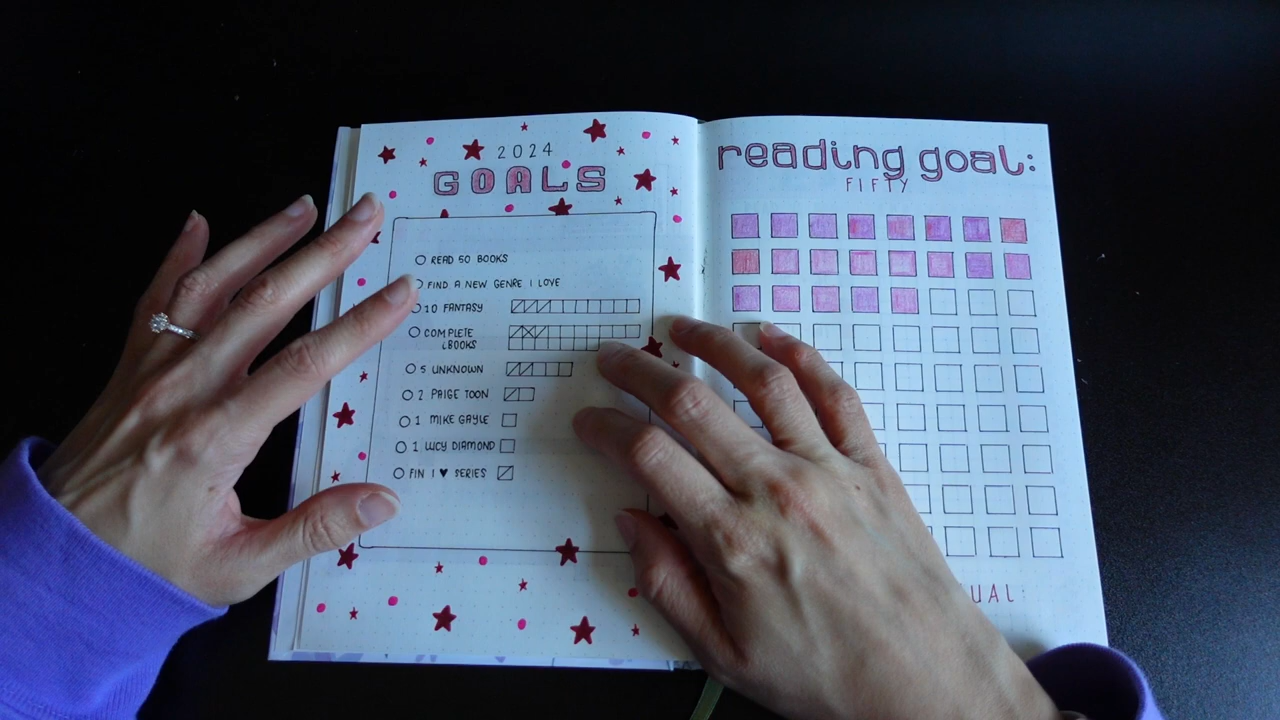 2024
GOALS
READ 50 BOOKS
FIND A NEW GENRE I LOVE
10 FANTASY
COMPLETE
BOOKS
5 UNKNOWN
2 PAIGE TOON
1 MIKE GAYLE
1 LUCY DIAMOND
FIN 1 ♥ SERIES
reading goal:
FIFTY
UAL: